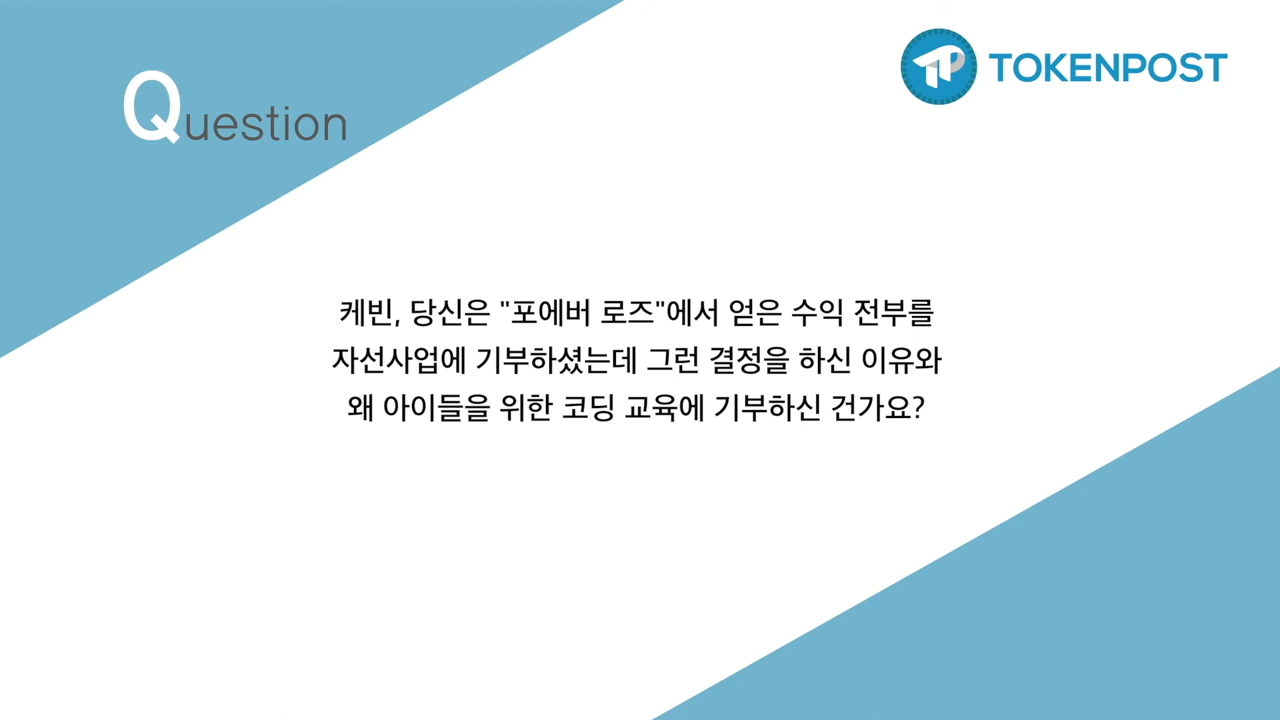 Question
TOKENPOST
케빈, 당신은 "포에버 로즈"에서 얻은 수익 전부를
자선사업에 기부하셨는데 그런 결정을 하신 이유와
왜 아이들을 위한 코딩 교육에 기부하신 건가요?